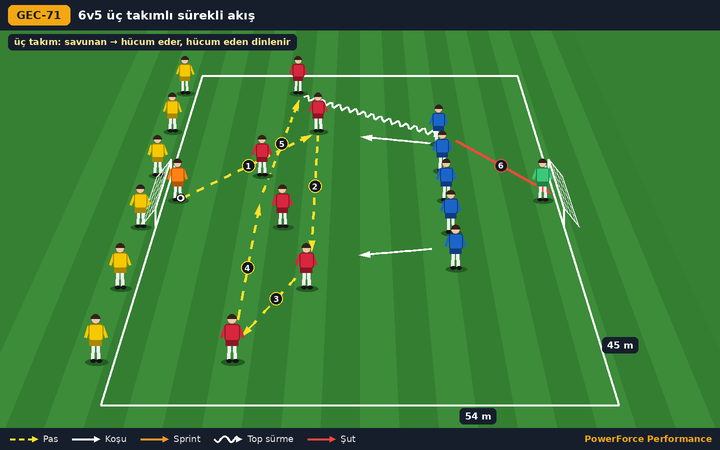 GEC-71 6v5 üç takımlı sürekli akış
üç takım: savunan → hücum eder, hücum eden dinlenir
5
1
6
2
4
3
45 m
54 m
Pas Koşu Sprint Top sürme Şut PowerForce Performance